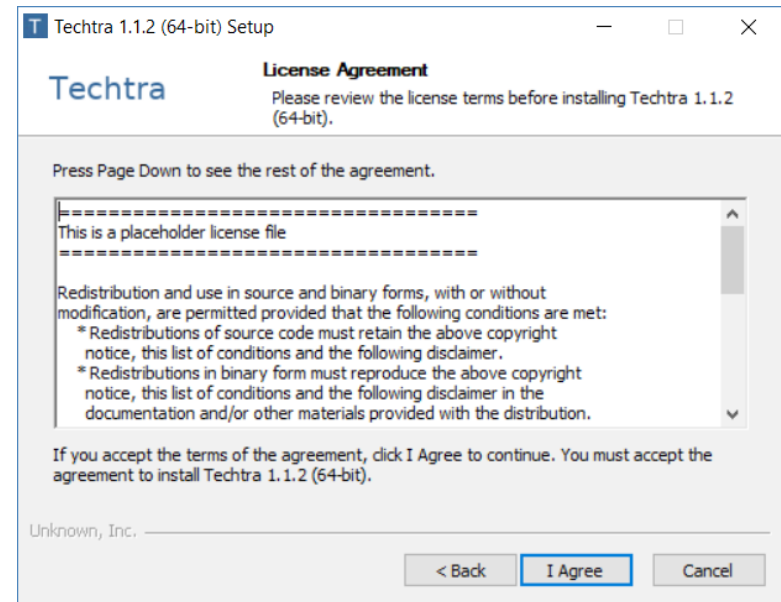 T Techtra 1.1.2 (64-bit) Setup
Techtra
License Agreement
Please review the license terms before installing Techtra 1.1.2
(64-bit).
Press Page Down to see the rest of the agreement.
===================================
This is a placeholder license file
===================================
Redistribution and use in source and binary forms, with or without
modification, are permitted provided that the following conditions are met:
* Redistributions of source code must retain the above copyright
notice, this list of conditions and the following disclaimer.
* Redistributions in binary form must reproduce the above copyright
notice, this list of conditions and the following disclaimer in the
documentation and/or other materials provided with the distribution.
If you accept the terms of the agreement, click I Agree to continue. You must accept the
agreement to install Techtra 1.1.2 (64-bit).
Unknown, Inc.
< Back
I Agree
Cancel